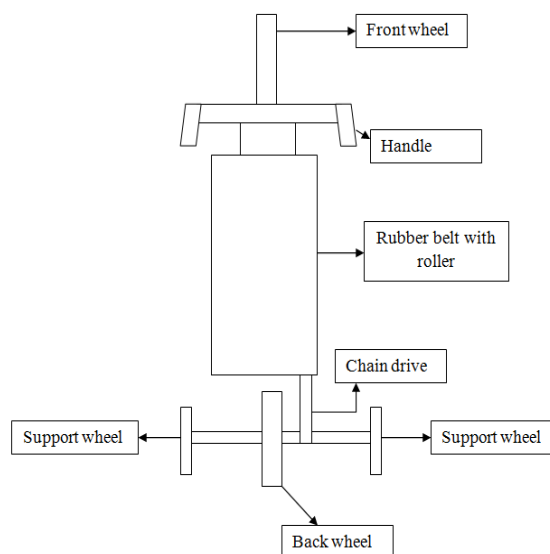 Front wheel
Handle
Rubber belt with
roller
Chain drive
Support wheel
Support wheel
Back wheel